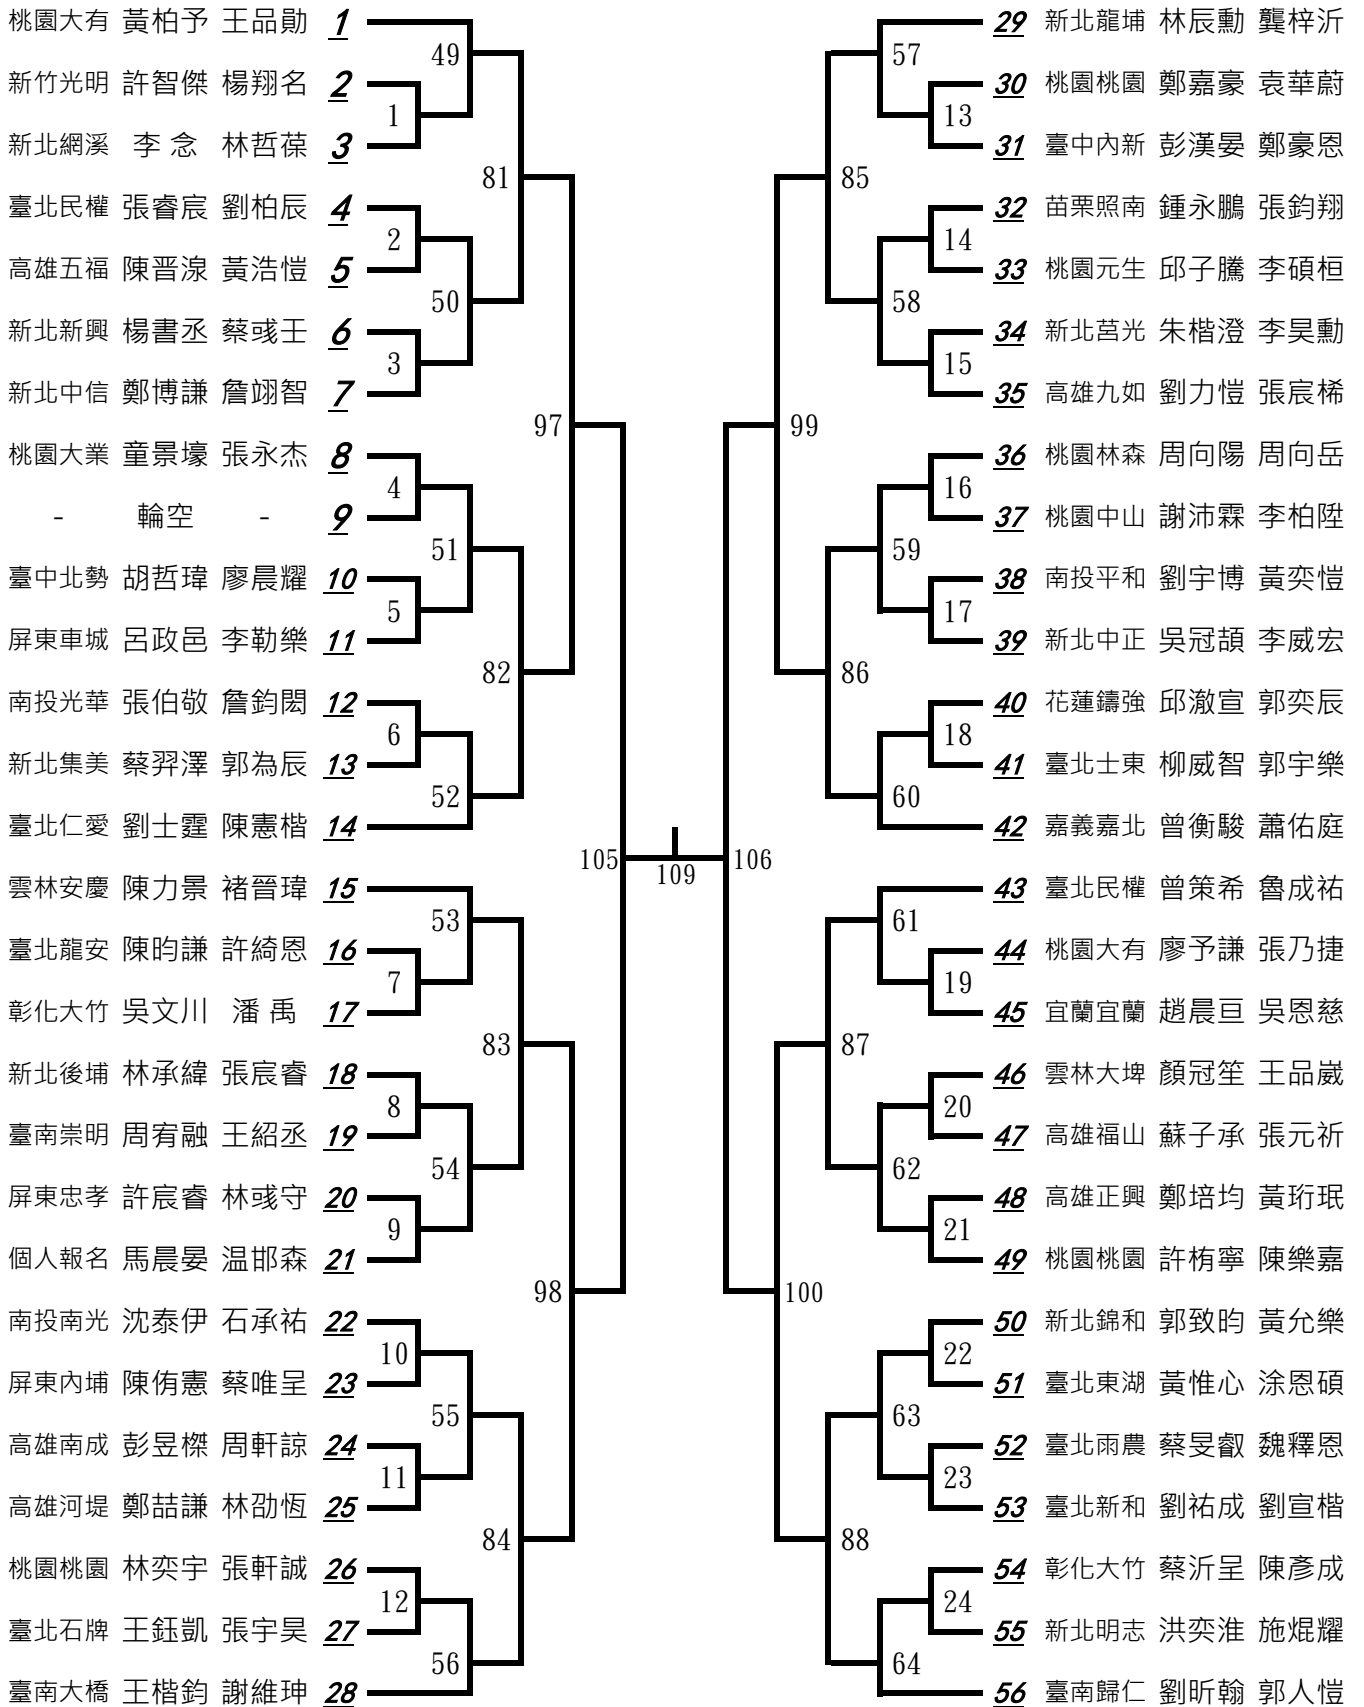 桃園大有 黃柏予 王品勛 1
49
新竹光明 許智傑 楊翔名 2
1
新北網溪 李 念 林哲葆 3
81
臺北民權 張睿宸 劉柏辰 4
2
高雄五福 陳晋湶 黃浩愷 5
50
新北新興 楊書丞 蔡彧壬 6
3
新北中信 鄭博謙 詹翊智 7
97
桃園大業 童景壕 張永杰 8
4
- 輪空 - 9
51
臺中北勢 胡哲瑋 廖晨耀 10
5
屏東車城 呂政邑 李勒樂 11
82
南投光華 張伯敬 詹鈞閎 12
6
新北集美 蔡羿澤 郭為辰 13
52
臺北仁愛 劉士霆 陳憲楷 14
105
雲林安慶 陳力景 褚晉瑋 15
53
臺北龍安 陳昀謙 許綺恩 16
7
彰化大竹 吳文川 潘 禹 17
83
新北後埔 林承緯 張宸睿 18
8
臺南崇明 周宥融 王紹丞 19
54
屏東忠孝 許宸睿 林彧守 20
9
個人報名 馬晨晏 温邯森 21
98
南投南光 沈泰伊 石承祐 22
10
屏東內埔 陳侑憲 蔡唯呈 23
55
高雄南成 彭昱榤 周軒諒 24
11
高雄河堤 鄭喆謙 林劭恆 25
84
桃園桃園 林奕宇 張軒誠 26
12
臺北石牌 王鈺凱 張宇昊 27
56
臺南大橋 王楷鈞 謝維珅 28
109
29 新北龍埔 林辰勳 龔梓沂
57
30 桃園桃園 鄭嘉豪 袁華蔚
13
31 臺中內新 彭漢晏 鄭豪恩
85
32 苗栗照南 鍾永鵬 張鈞翔
14
33 桃園元生 邱子騰 李碩桓
58
34 新北莒光 朱楷澄 李昊勳
15
35 高雄九如 劉力愷 張宸桸
99
36 桃園林森 周向陽 周向岳
16
37 桃園中山 謝沛霖 李柏陞
59
38 南投平和 劉宇博 黃奕愷
17
39 新北中正 吳冠頡 李威宏
86
40 花蓮鑄強 邱澈宣 郭奕辰
18
41 臺北士東 柳威智 郭宇樂
60
42 嘉義嘉北 曾衡駿 蕭佑庭
106
43 臺北民權 曾策希 魯成祐
61
44 桃園大有 廖予謙 張乃捷
19
45 宜蘭宜蘭 趙晨亘 吳恩慈
87
46 雲林大埤 顏冠笙 王品崴
20
47 高雄福山 蘇子承 張元祈
62
48 高雄正興 鄭培均 黃珩珉
21
49 桃園桃園 許栯寧 陳樂嘉
100
50 新北錦和 郭致昀 黃允樂
22
51 臺北東湖 黃惟心 涂恩碩
63
52 臺北雨農 蔡旻叡 魏釋恩
23
53 臺北新和 劉祐成 劉宣楷
88
54 彰化大竹 蔡沂呈 陳彥成
24
55 新北明志 洪奕淮 施焜耀
64
56 臺南歸仁 劉昕翰 郭人愷